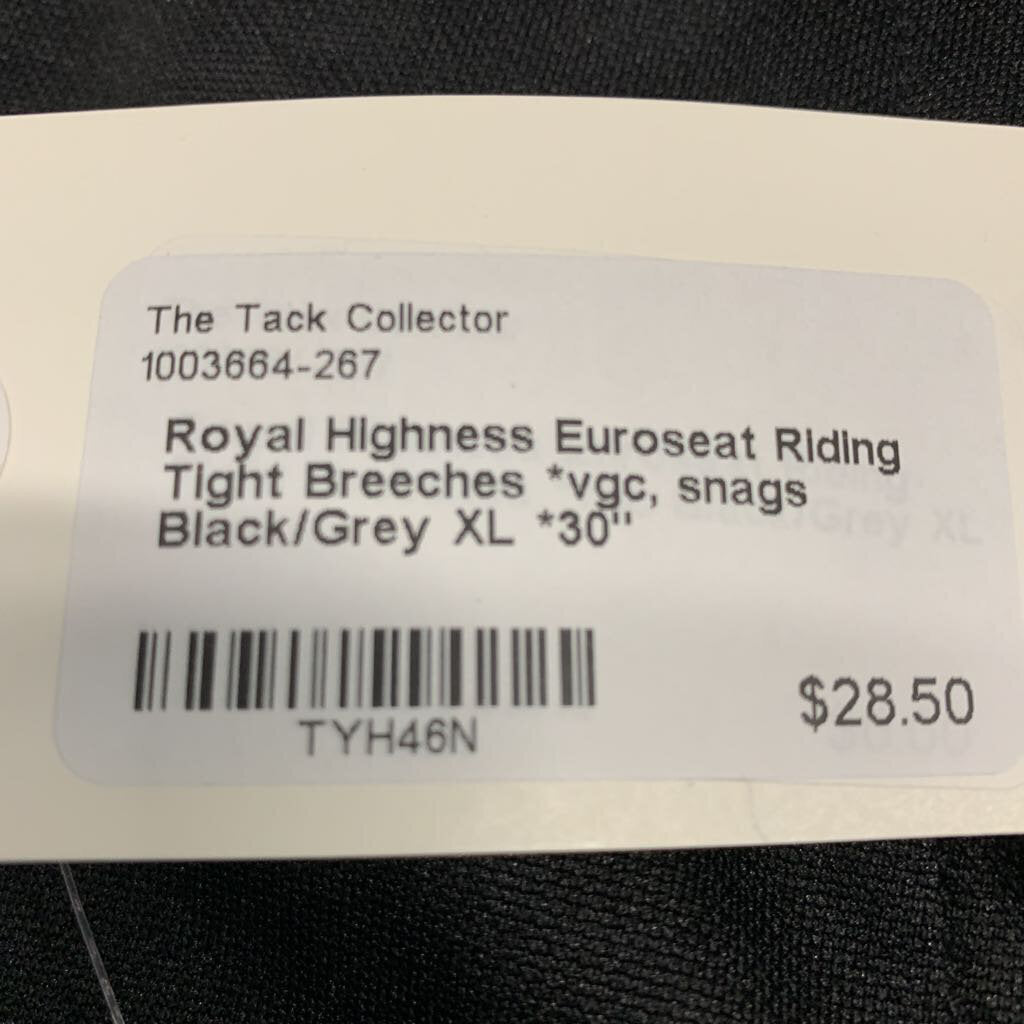 The Tack Collector
1003664-267
Royal Highness Euroseat Riding
Tight Breeches *vgc, snags
Black/Grey XL *30"
TYH46N
$28.50